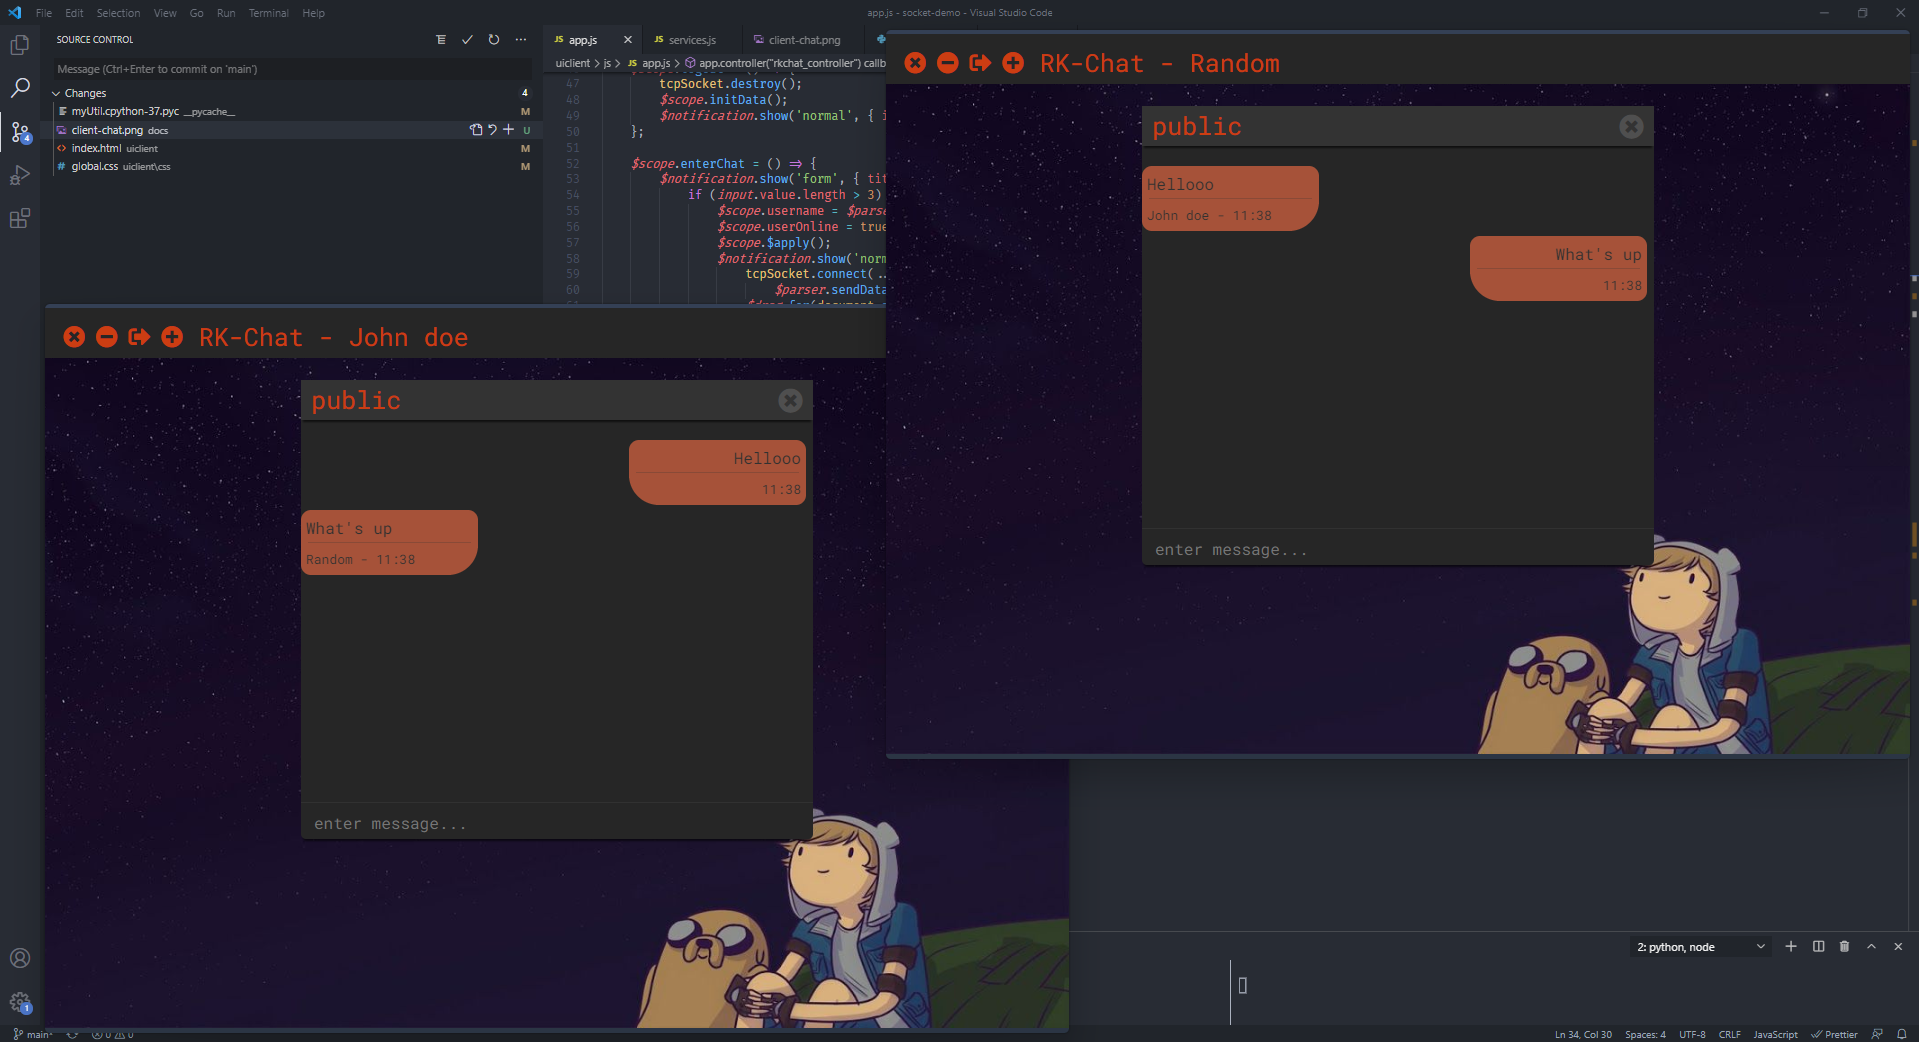 File Edit Selection View Go Run Terminal Help
app.js - socket-demo - Visual Studio Code
SOURCE CONTROL
Message (Ctrl+Enter to commit on 'main')
Changes 4
myUtil.cpython-37.pyc __pycache__ M
client-chat.png docs U
index.html uiclient M
global.css uiclient\css M
4
1
JS app.js
JS services.js
client-chat.png
uiclient > js > JS app.js > app.controller("rkchat_controller") callb
47 tcpSocket.destroy();
48 $scope.initData();
49 $notification.show('normal', { i
50 };
51
52 $scope.enterChat = () => {
53 $notification.show('form', { tit
54 if (input.value.length > 3)
55 $scope.username = $parse
56 $scope.userOnline = true
57 $scope.$apply();
58 $notification.show('norm
59 tcpSocket.connect(..
60 $parser.sendData
RK-Chat - Random
public
Hellooo
John doe - 11:38
What's up
11:38
enter message...
RK-Chat - John doe
public
Hellooo
11:38
What's up
Random - 11:38
enter message...
2: python, node
main*
0 0
Ln 34, Col 30 Spaces: 4 UTF-8 CRLF JavaScript Prettier